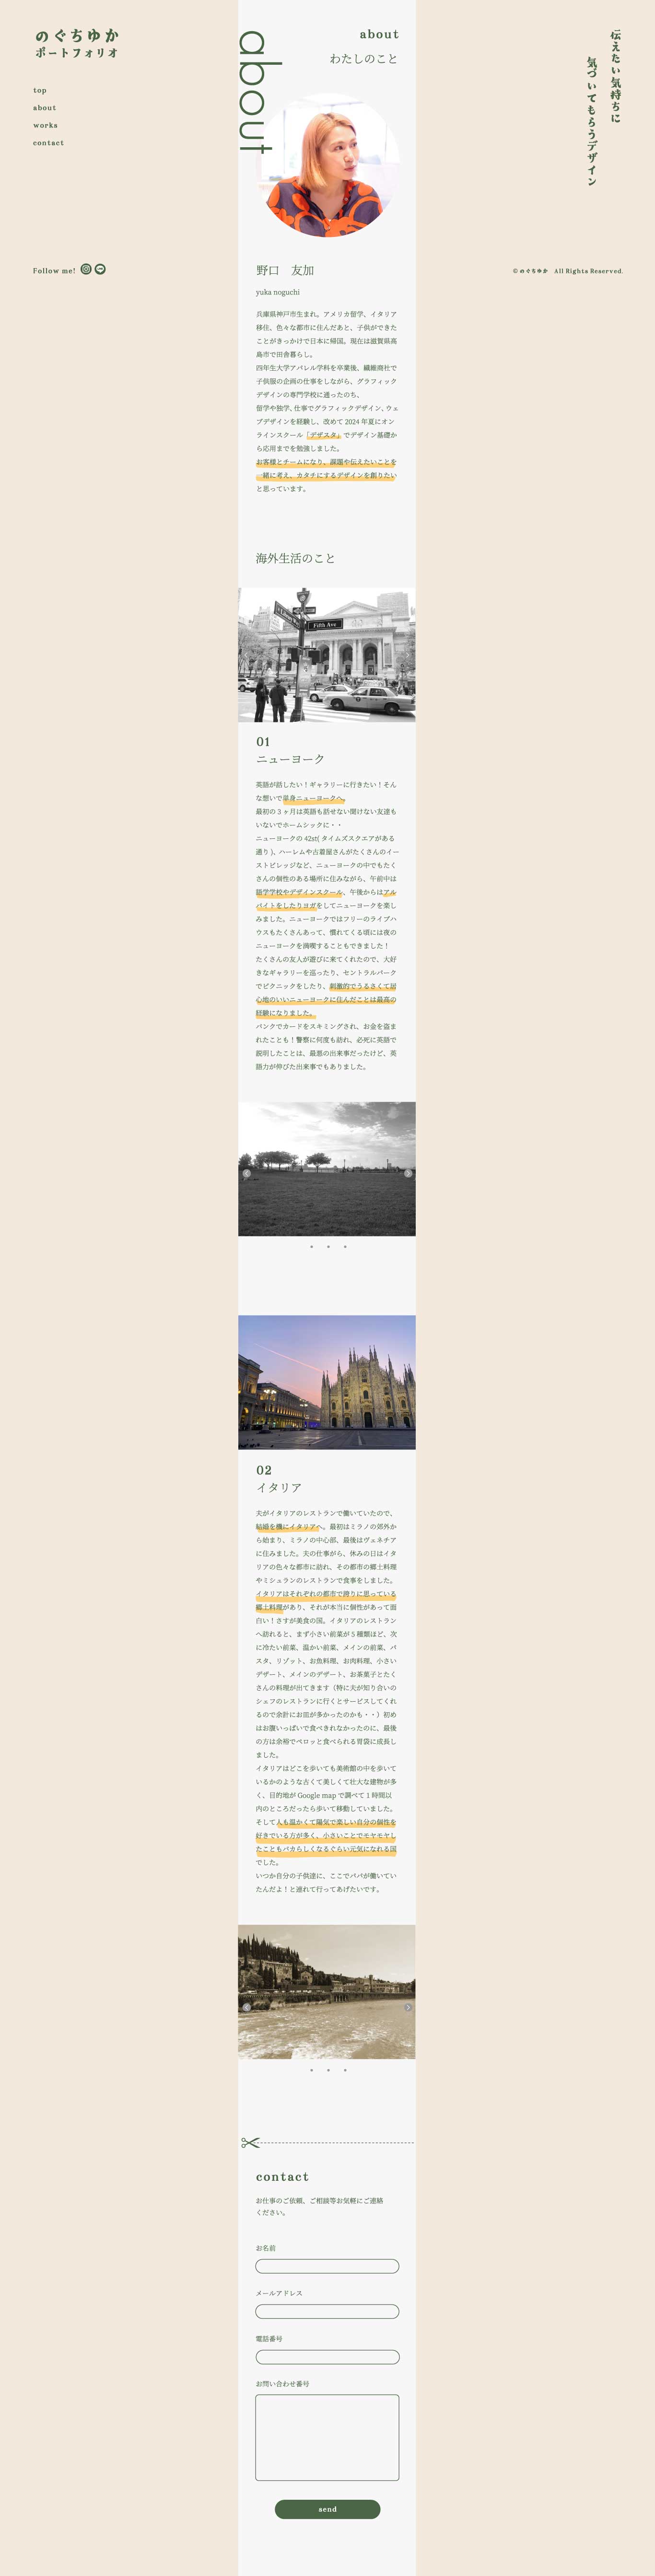 のぐちゆか
ポートフォリオ
top
about
works
contact
Follow me!
about
about
わたしのこと
伝えたい気持ちに
気づいてもらうデザイン
© のぐちゆか All Rights Reserved.
野口 友加
yuka noguchi
兵庫県神戸市生まれ。アメリカ留学、イタリア
移住、色々な都市に住んだあと、子供ができた
ことがきっかけで日本に帰国。現在は滋賀県高
島市で田舎暮らし。
四年生大学アパレル学科を卒業後、繊維商社で
子供服の企画の仕事をしながら、グラフィック
デザインの専門学校に通ったのち、
留学や独学、仕事でグラフィックデザイン、ウェ
ブデザインを経験し、改めて 2024 年夏にオン
ラインスクール「デザスタ」でデザイン基礎か
ら応用までを勉強しました。
お客様とチームになり、課題や伝えたいことを
一緒に考え、カタチにするデザインを創りたい
と思っています。
海外生活のこと
Fifth Ave
01
ニューヨーク
英語が話したい！ギャラリーに行きたい！そん
な想いで単身ニューヨークへ。
最初の 3 ヶ月は英語も話せない聞けない友達も
いないでホームシックに・・
ニューヨークの 42st( タイムズスクエアがある
通り )、ハーレムや古着屋さんがたくさんのイー
ストビレッジなど、ニューヨークの中でもたく
さんの個性のある場所に住みながら、午前中は
語学学校やデザインスクール、午後からはアル
バイトをしたりヨガをしてニューヨークを楽し
みました。ニューヨークではフリーのライブハ
ウスもたくさんあって、慣れてくる頃には夜の
ニューヨークを満喫することもできました！
たくさんの友人が遊びに来てくれたので、大好
きなギャラリーを巡ったり、セントラルパーク
でピクニックをしたり、刺激的でうるさくて居
心地のいいニューヨークに住んだことは最高の
経験になりました。
バンクでカードをスキミングされ、お金を盗ま
れたことも！警察に何度も訪れ、必死に英語で
説明したことは、最悪の出来事だったけど、英
語力が伸びた出来事でもありました。
02
イタリア
夫がイタリアのレストランで働いていたので、
結婚を機にイタリアへ。最初はミラノの郊外か
ら始まり、ミラノの中心部、最後はヴェネチア
に住みました。夫の仕事がら、休みの日はイタ
リアの色々な都市に訪れ、その都市の郷土料理
やミシュランのレストランで食事をしました。
イタリアはそれぞれの都市で誇りに思っている
郷土料理があり、それが本当に個性があって面
白い！さすが美食の国。イタリアのレストラン
へ訪れると、まず小さい前菜が 5 種類ほど、次
に冷たい前菜、温かい前菜、メインの前菜、パ
スタ、リゾット、お魚料理、お肉料理、小さい
デザート、メインのデザート、お茶菓子とたく
さんの料理が出てきます（特に夫が知り合いの
シェフのレストランに行くとサービスしてくれ
るので余計にお皿が多かったのかも・・）初め
はお腹いっぱいで食べきれなかったのに、最後
の方は余裕でペロッと食べられる胃袋に成長し
ました。
イタリアはどこを歩いても美術館の中を歩いて
いるかのような古くて美しくて壮大な建物が多
く、目的地が Google map で調べて 1 時間以
内のところだったら歩いて移動していました。
そして人も温かくて陽気で楽しい自分の個性を
好きでいる方が多く、小さいことでモヤモヤし
たこともバカらしくなるぐらい元気になれる国
でした。
いつか自分の子供達に、ここでパパが働いてい
たんだよ！と連れて行ってあげたいです。
contact
お仕事のご依頼、ご相談等お気軽にご連絡
ください。
お名前
メールアドレス
電話番号
お問い合わせ番号
send